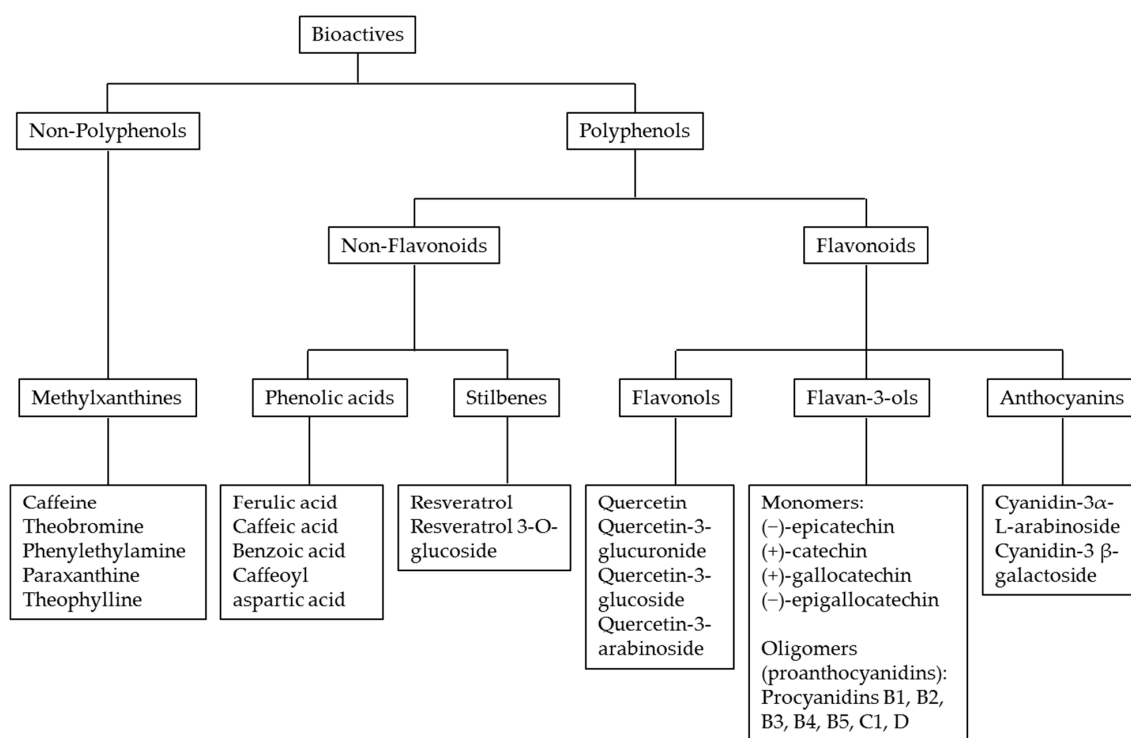 Bioactives
Non-Polyphenols
Polyphenols
Non-Flavonoids
Flavonoids
Methylxanthines
Phenolic acids
Stilbenes
Flavonols
Flavan-3-ols
Anthocyanins
Caffeine
Theobromine
Phenylethylamine
Paraxanthine
Theophylline
Ferulic acid
Caffeic acid
Benzoic acid
Caffeoyl
aspartic acid
Resveratrol
Resveratrol 3-O-
glucoside
Quercetin
Quercetin-3-
glucuronide
Quercetin-3-
glucoside
Quercetin-3-
arabinoside
Monomers:
(−)-epicatechin
(+)-catechin
(+)-gallocatechin
(−)-epigallocatechin
Oligomers
(proanthocyanidins):
Procyanidins B1, B2,
B3, B4, B5, C1, D
Cyanidin-3α-
L-arabinoside
Cyanidin-3 β-
galactoside